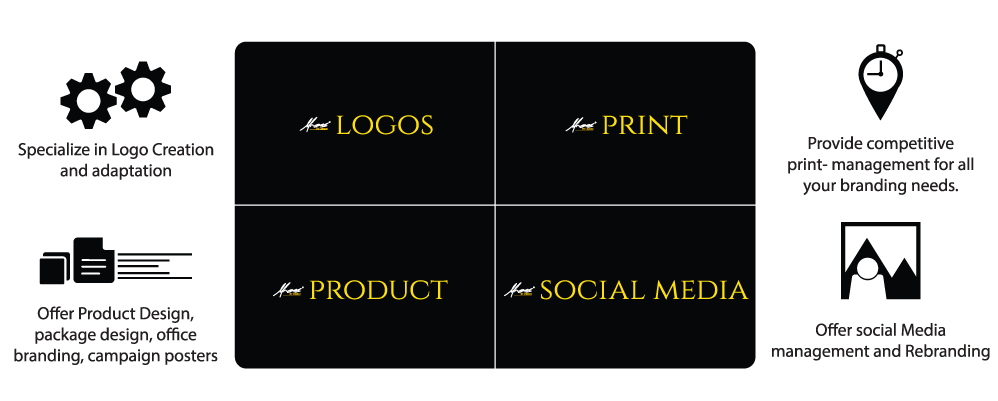 Specialize in Logo Creation
and adaptation
LOGOS
PRINT
Provide competitive
print- management for all
your branding needs.
Offer Product Design,
package design, office
branding, campaign posters
PRODUCT
SOCIAL MEDIA
Offer social Media
management and Rebranding